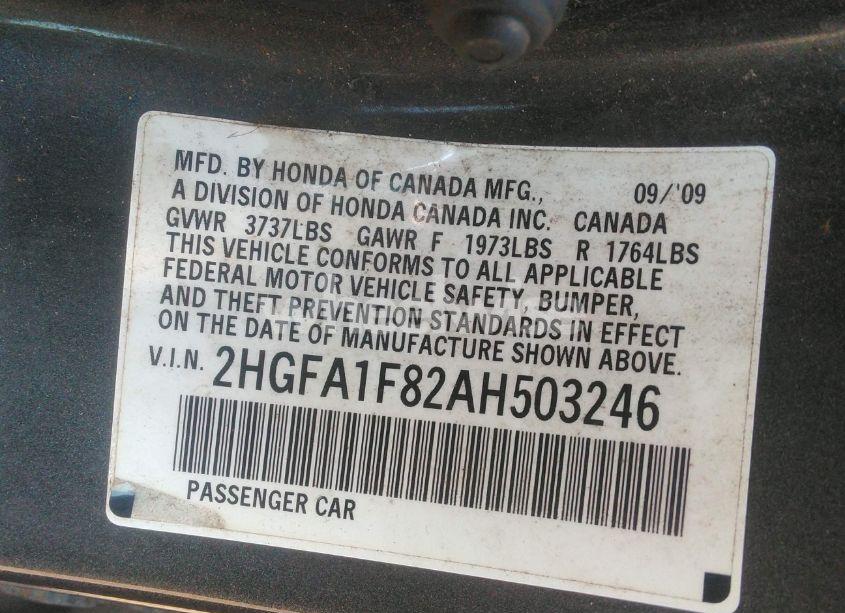 MFD. BY HONDA OF CANADA MFG., 09/'09
A DIVISION OF HONDA CANADA INC. CANADA
GVWR 3737LBS GAWR F 1973LBS R 1764LBS
THIS VEHICLE CONFORMS TO ALL APPLICABLE
FEDERAL MOTOR VEHICLE SAFETY, BUMPER,
AND THEFT PREVENTION STANDARDS IN EFFECT
ON THE DATE OF MANUFACTURE SHOWN ABOVE.
V.I.N. 2HGFA1F82AH503246
PASSENGER CAR